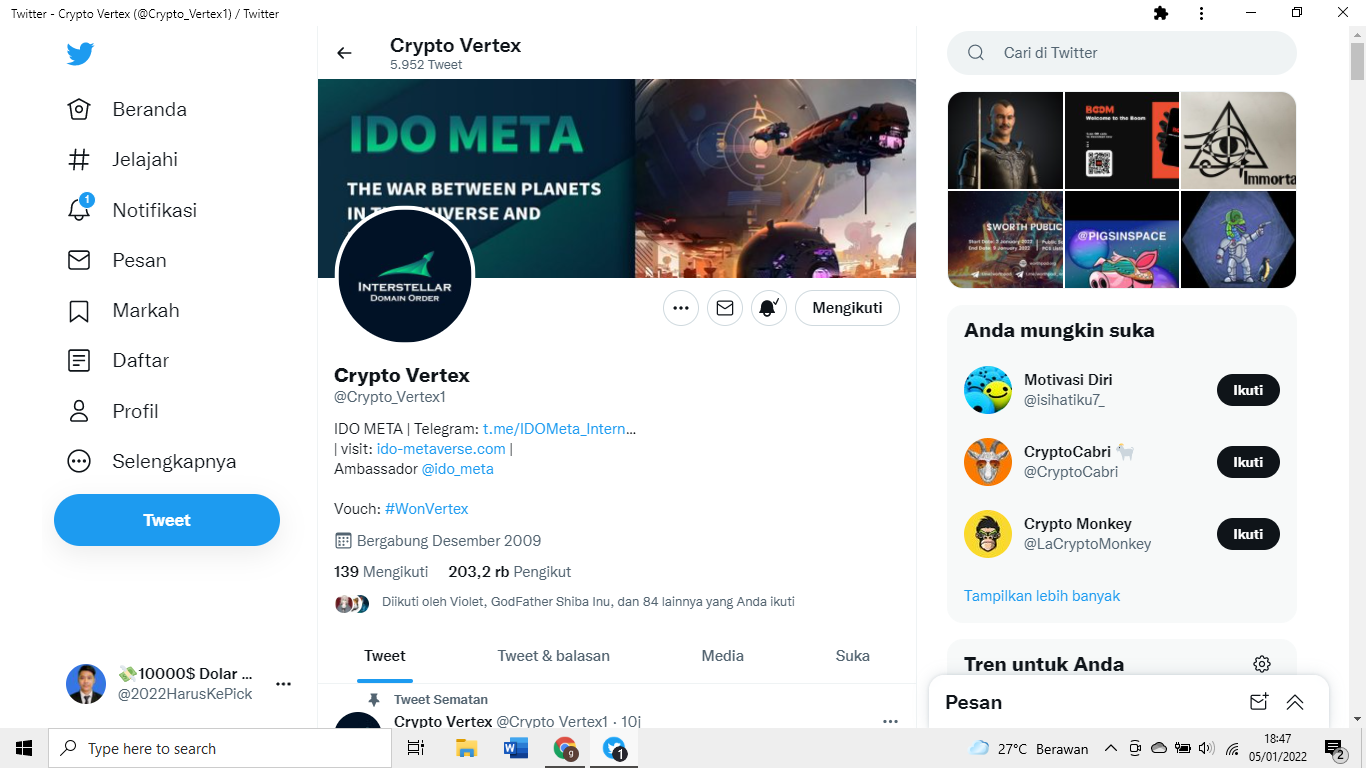 Twitter - Crypto Vertex (@Crypto_Vertex1) / Twitter
Crypto Vertex
5.952 Tweet
Cari di Twitter
Beranda
Jelajahi
1
Notifikasi
Pesan
Markah
Daftar
Profil
Selengkapnya
Tweet
IDO META
THE WAR BETWEEN PLANETS
AND
INTERSTELLAR
DOMAIN ORDER
Mengikuti
Crypto Vertex
@Crypto_Vertex1
IDO META | Telegram: t.me/IDOMeta_Intern...
| visit: ido-metaverse.com |
Ambassador @ido_meta
Vouch: #WonVertex
Bergabung Desember 2009
139 Mengikuti 203,2 rb Pengikut
Diikuti oleh Violet, GodFather Shiba Inu, dan 84 lainnya yang Anda ikuti
Tweet Tweet & balasan Media Suka
Tweet Sematan
Crypto Vertex @Crypto_Vertex1 · 10j
BOOM
Welcome to the Boom
Immorta
$WORTH PUBLIC
@PIGSINSPACE
Anda mungkin suka
Motivasi Diri
@isihatiku7_
Ikuti
CryptoCabri
@CryptoCabri
Ikuti
Crypto Monkey
@LaCryptoMonkey
Ikuti
Tampilkan lebih banyak
Tren untuk Anda
Pesan
10000$ Dolar ...
@2022HarusKePick
Type here to search
1
27°C Berawan
18:47
05/01/2022
2